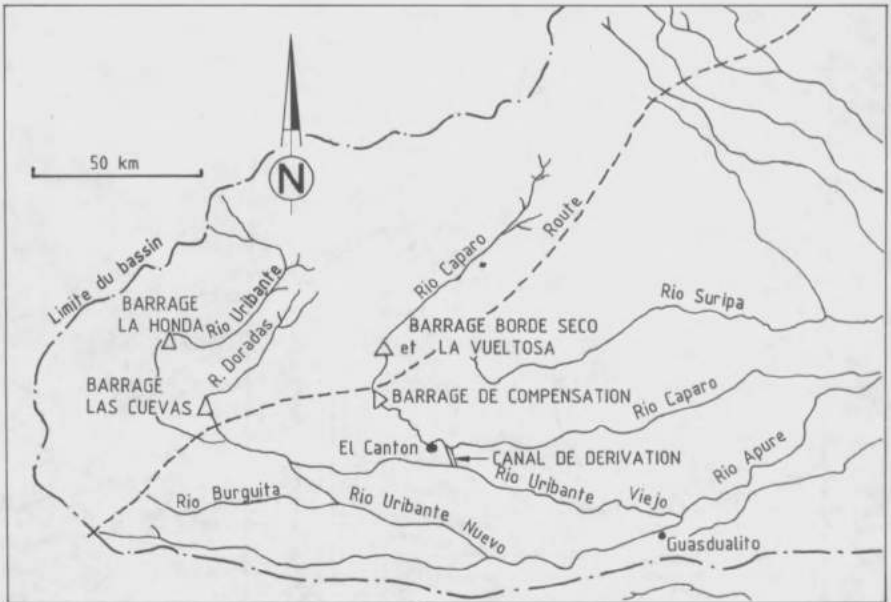 50 km
N
Limite du bassin
Rio Uribante
BARRAGE
LA HONDA
R. Doradas
BARRAGE
LAS CUEVAS
Rio Caparo
Route
Rio Suripa
BARRAGE BORDE SECO
et LA VUELTOSA
BARRAGE DE COMPENSATION
Rio Caparo
El Canton
CANAL DE DERIVATION
Rio Apure
Rio Uribante Viejo
Rio Burguita
Rio Uribante Nuevo
Guasdualito